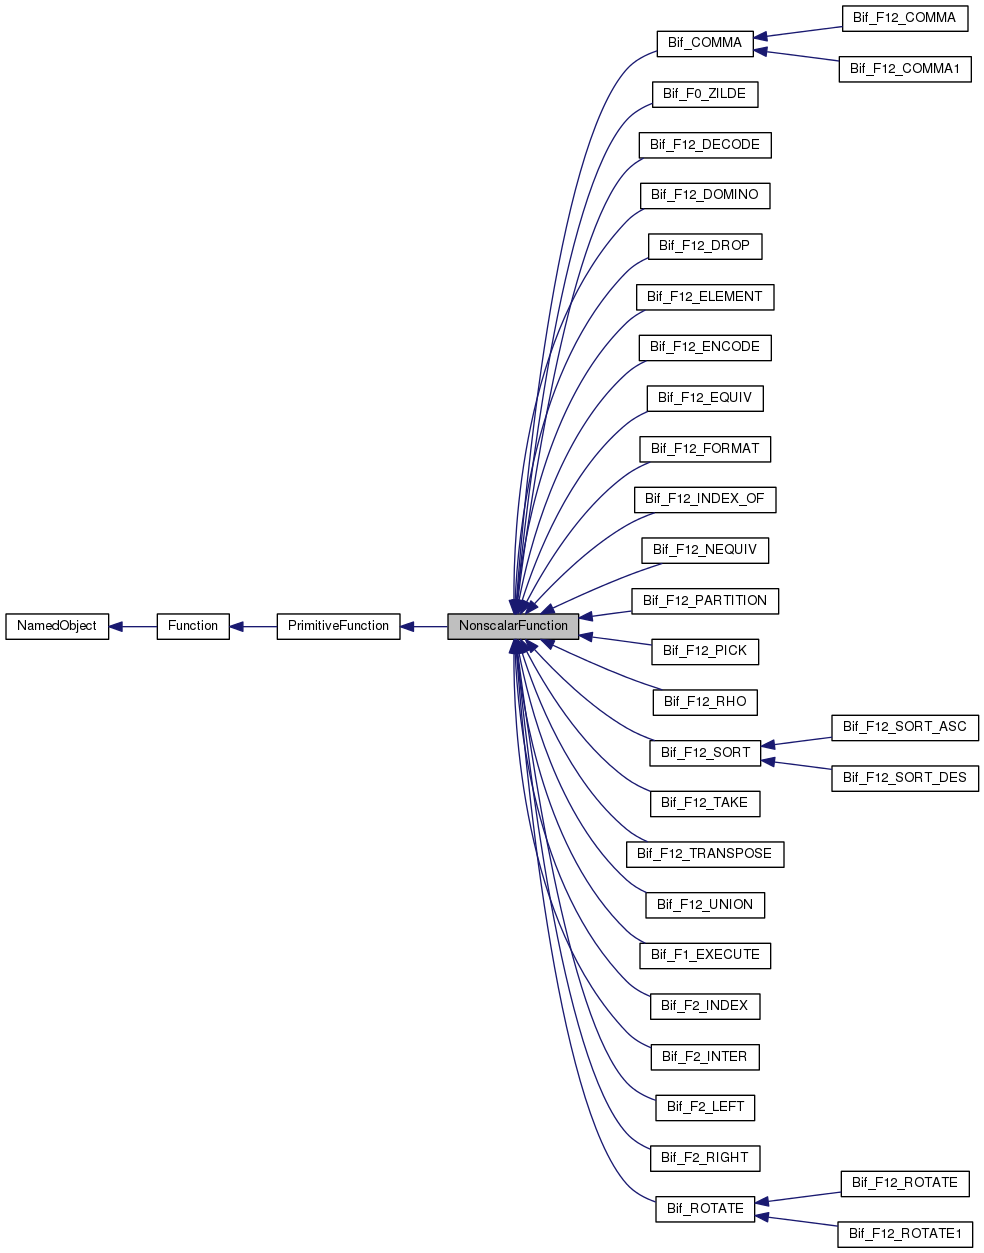 Bif_F12_COMMA
Bif_COMMA
Bif_F12_COMMA1
Bif_F0_ZILDE
Bif_F12_DECODE
Bif_F12_DOMINO
Bif_F12_DROP
Bif_F12_ELEMENT
Bif_F12_ENCODE
Bif_F12_EQUIV
Bif_F12_FORMAT
Bif_F12_INDEX_OF
Bif_F12_NEQUIV
Bif_F12_PARTITION
NamedObject
Function
PrimitiveFunction
NonscalarFunction
Bif_F12_PICK
Bif_F12_RHO
Bif_F12_SORT_ASC
Bif_F12_SORT
Bif_F12_SORT_DES
Bif_F12_TAKE
Bif_F12_TRANSPOSE
Bif_F12_UNION
Bif_F1_EXECUTE
Bif_F2_INDEX
Bif_F2_INTER
Bif_F2_LEFT
Bif_F2_RIGHT
Bif_F12_ROTATE
Bif_ROTATE
Bif_F12_ROTATE1